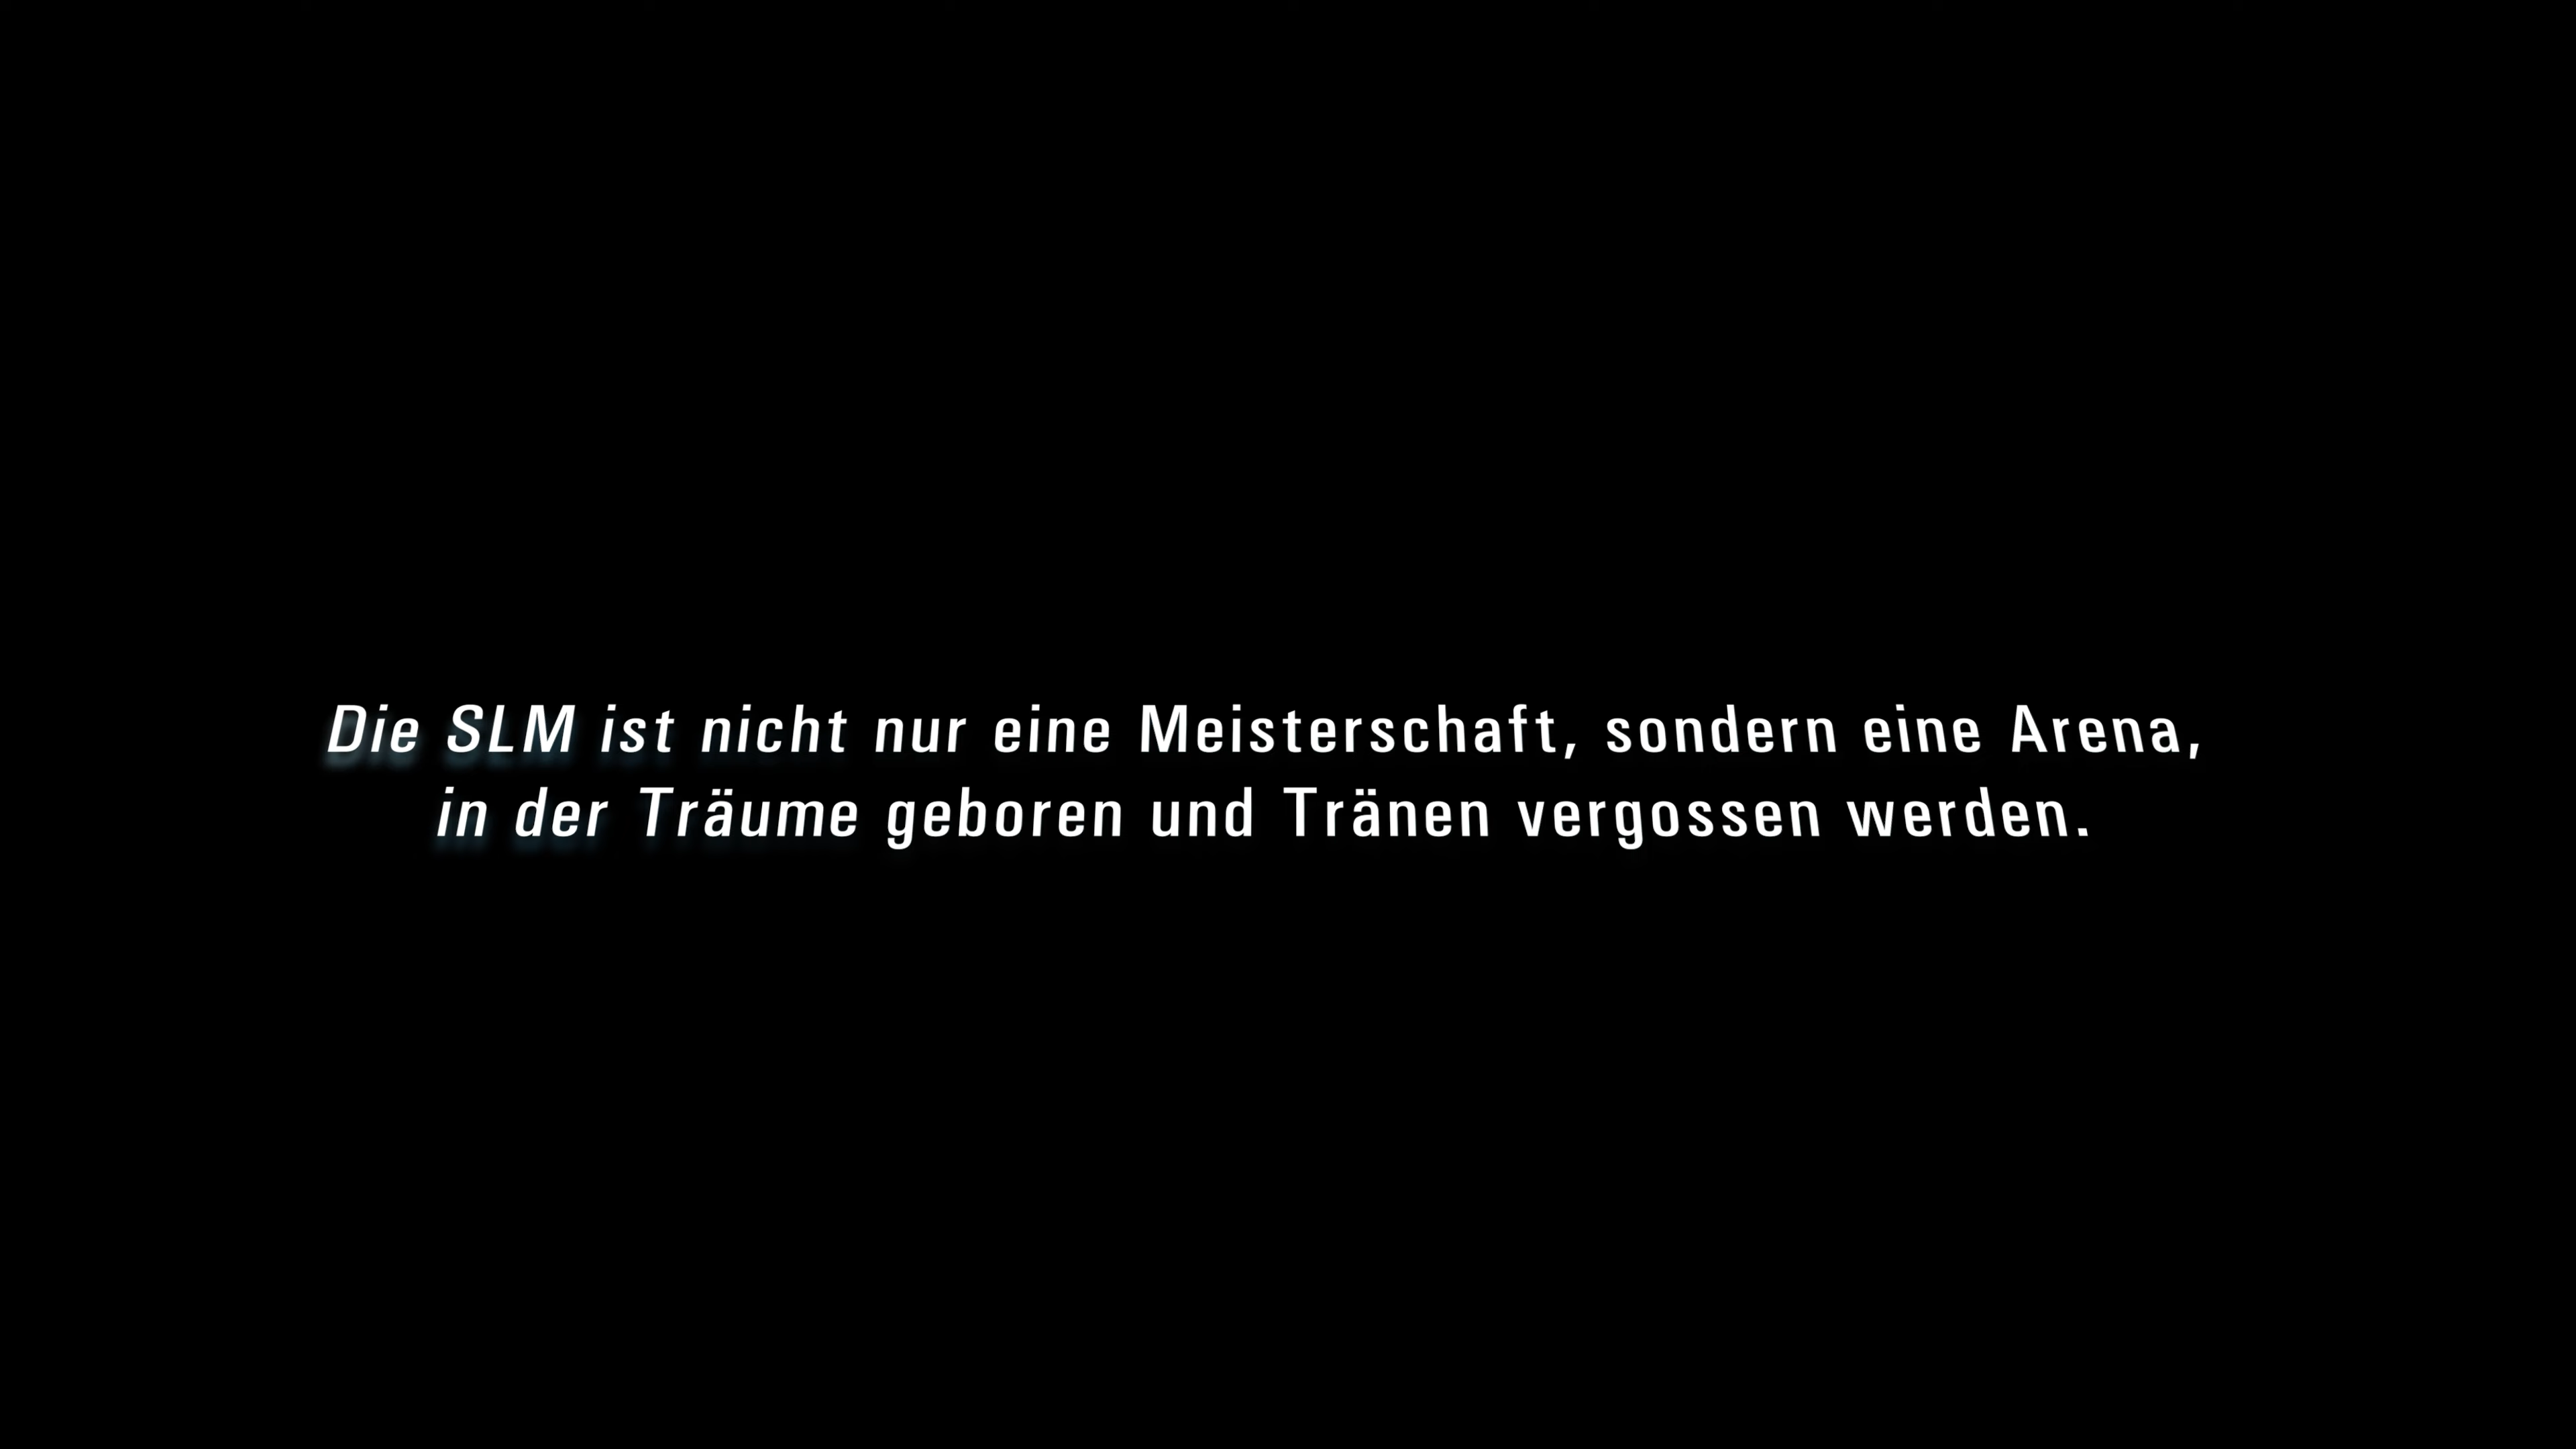 Die SLM ist nicht nur eine Meisterschaft, sondern eine Arena,
in der Träume geboren und Tränen vergossen werden.